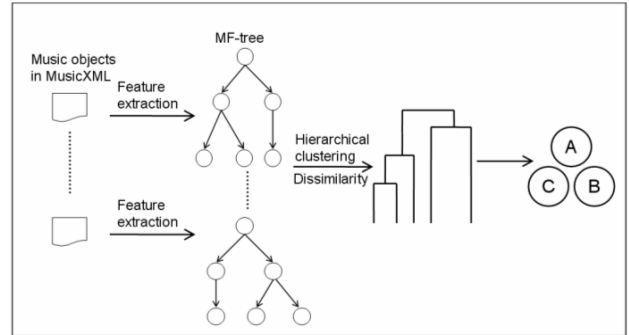 MF-tree
Music objects
in MusicXML
Feature
extraction
Hierarchical
clustering
Dissimilarity
A
C
B
Feature
extraction